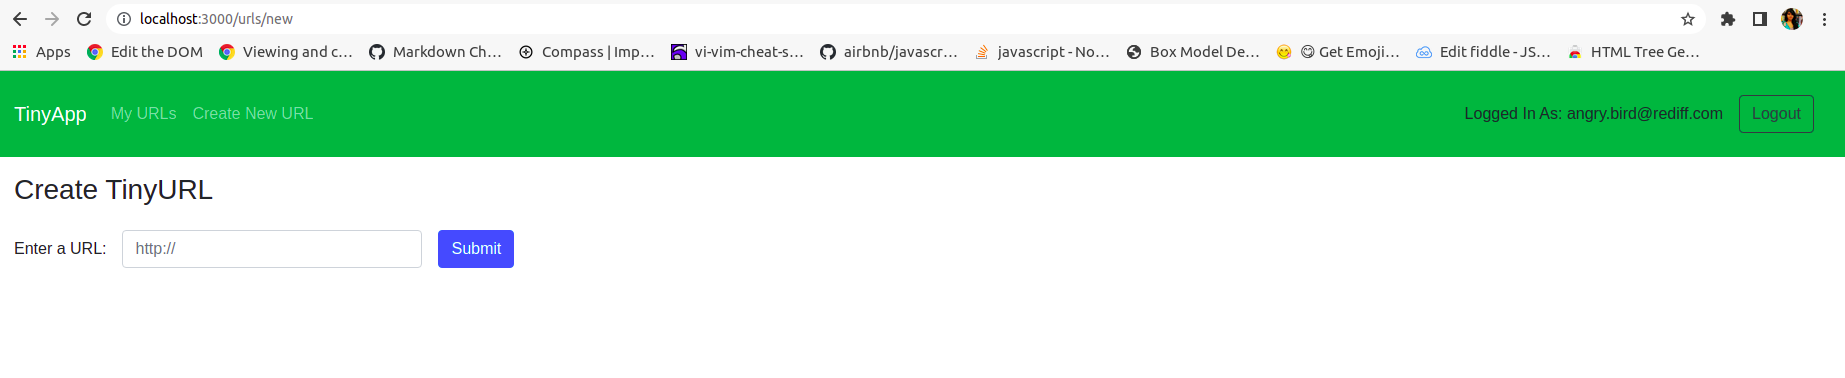 localhost:3000/urls/new
Apps Edit the DOM Viewing and c... Markdown Ch... Compass | Imp... vi-vim-cheat-s... airbnb/javascr... javascript - No... Box Model De... Get Emoji... Edit fiddle - JS... HTML Tree Ge...
TinyApp My URLs Create New URL Logged In As: angry.bird@rediff.com Logout
Create TinyURL
Enter a URL: http:// Submit